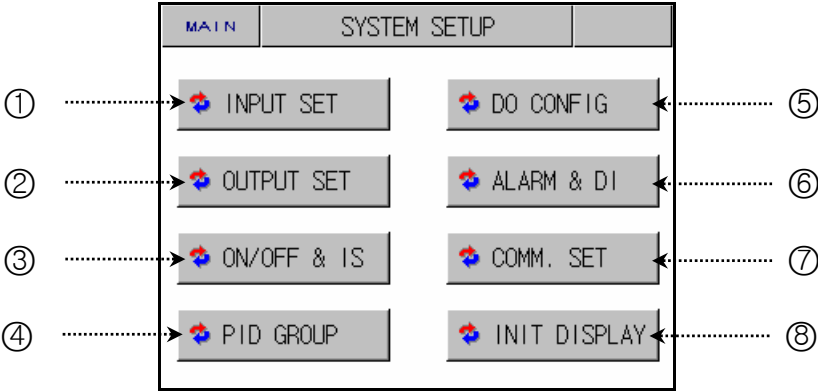 MAIN SYSTEM SETUP
① INPUT SET DO CONFIG ⑤
② OUTPUT SET ALARM & DI ⑥
③ ON/OFF & IS COMM. SET ⑦
④ PID GROUP INIT DISPLAY ⑧